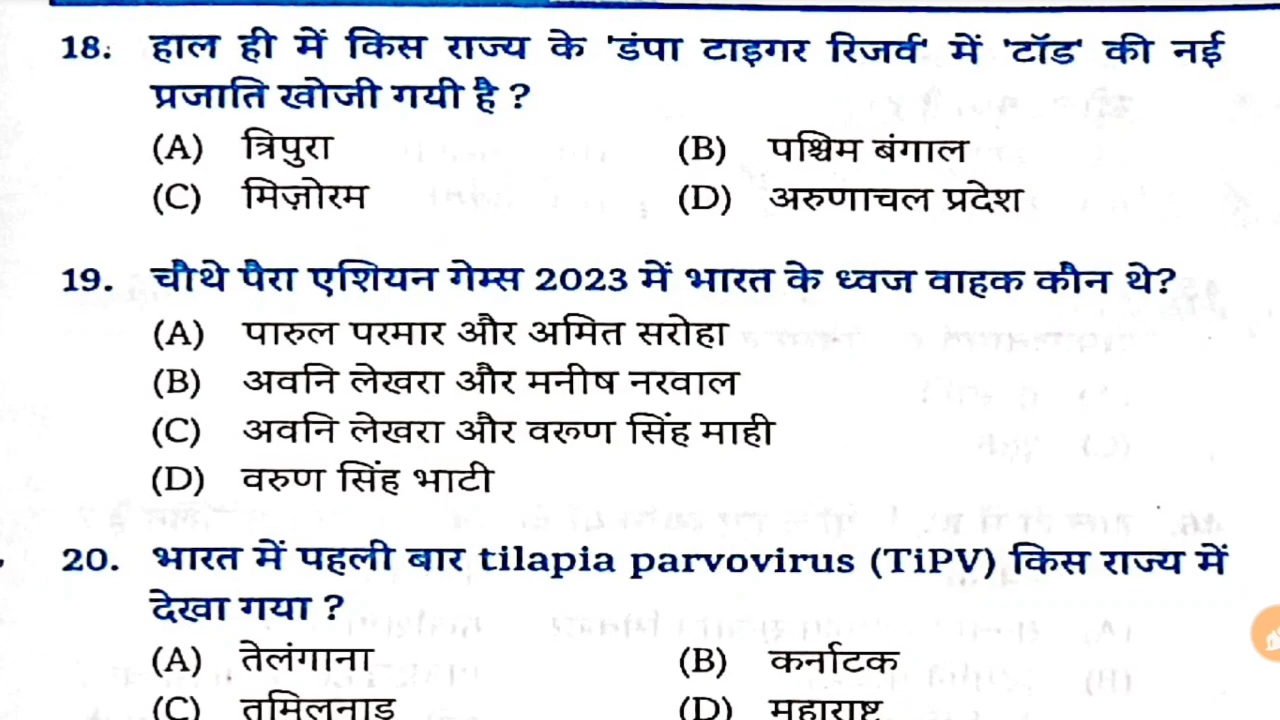 18. हाल ही में किस राज्य के 'डंपा टाइगर रिजर्व' में 'टॉड' की नई
प्रजाति खोजी गयी है ?
(A) त्रिपुरा (B) पश्चिम बंगाल
(C) मिज़ोरम (D) अरुणाचल प्रदेश
19. चौथे पैरा एशियन गेम्स 2023 में भारत के ध्वज वाहक कौन थे?
(A) पारुल परमार और अमित सरोहा
(B) अवनि लेखरा और मनीष नरवाल
(C) अवनि लेखरा और वरूण सिंह माही
(D) वरुण सिंह भाटी
20. भारत में पहली बार tilapia parvovirus (TiPV) किस राज्य में
देखा गया ?
(A) तेलंगाना (B) कर्नाटक
(C) तमिलनाडु (D) महाराष्ट्र